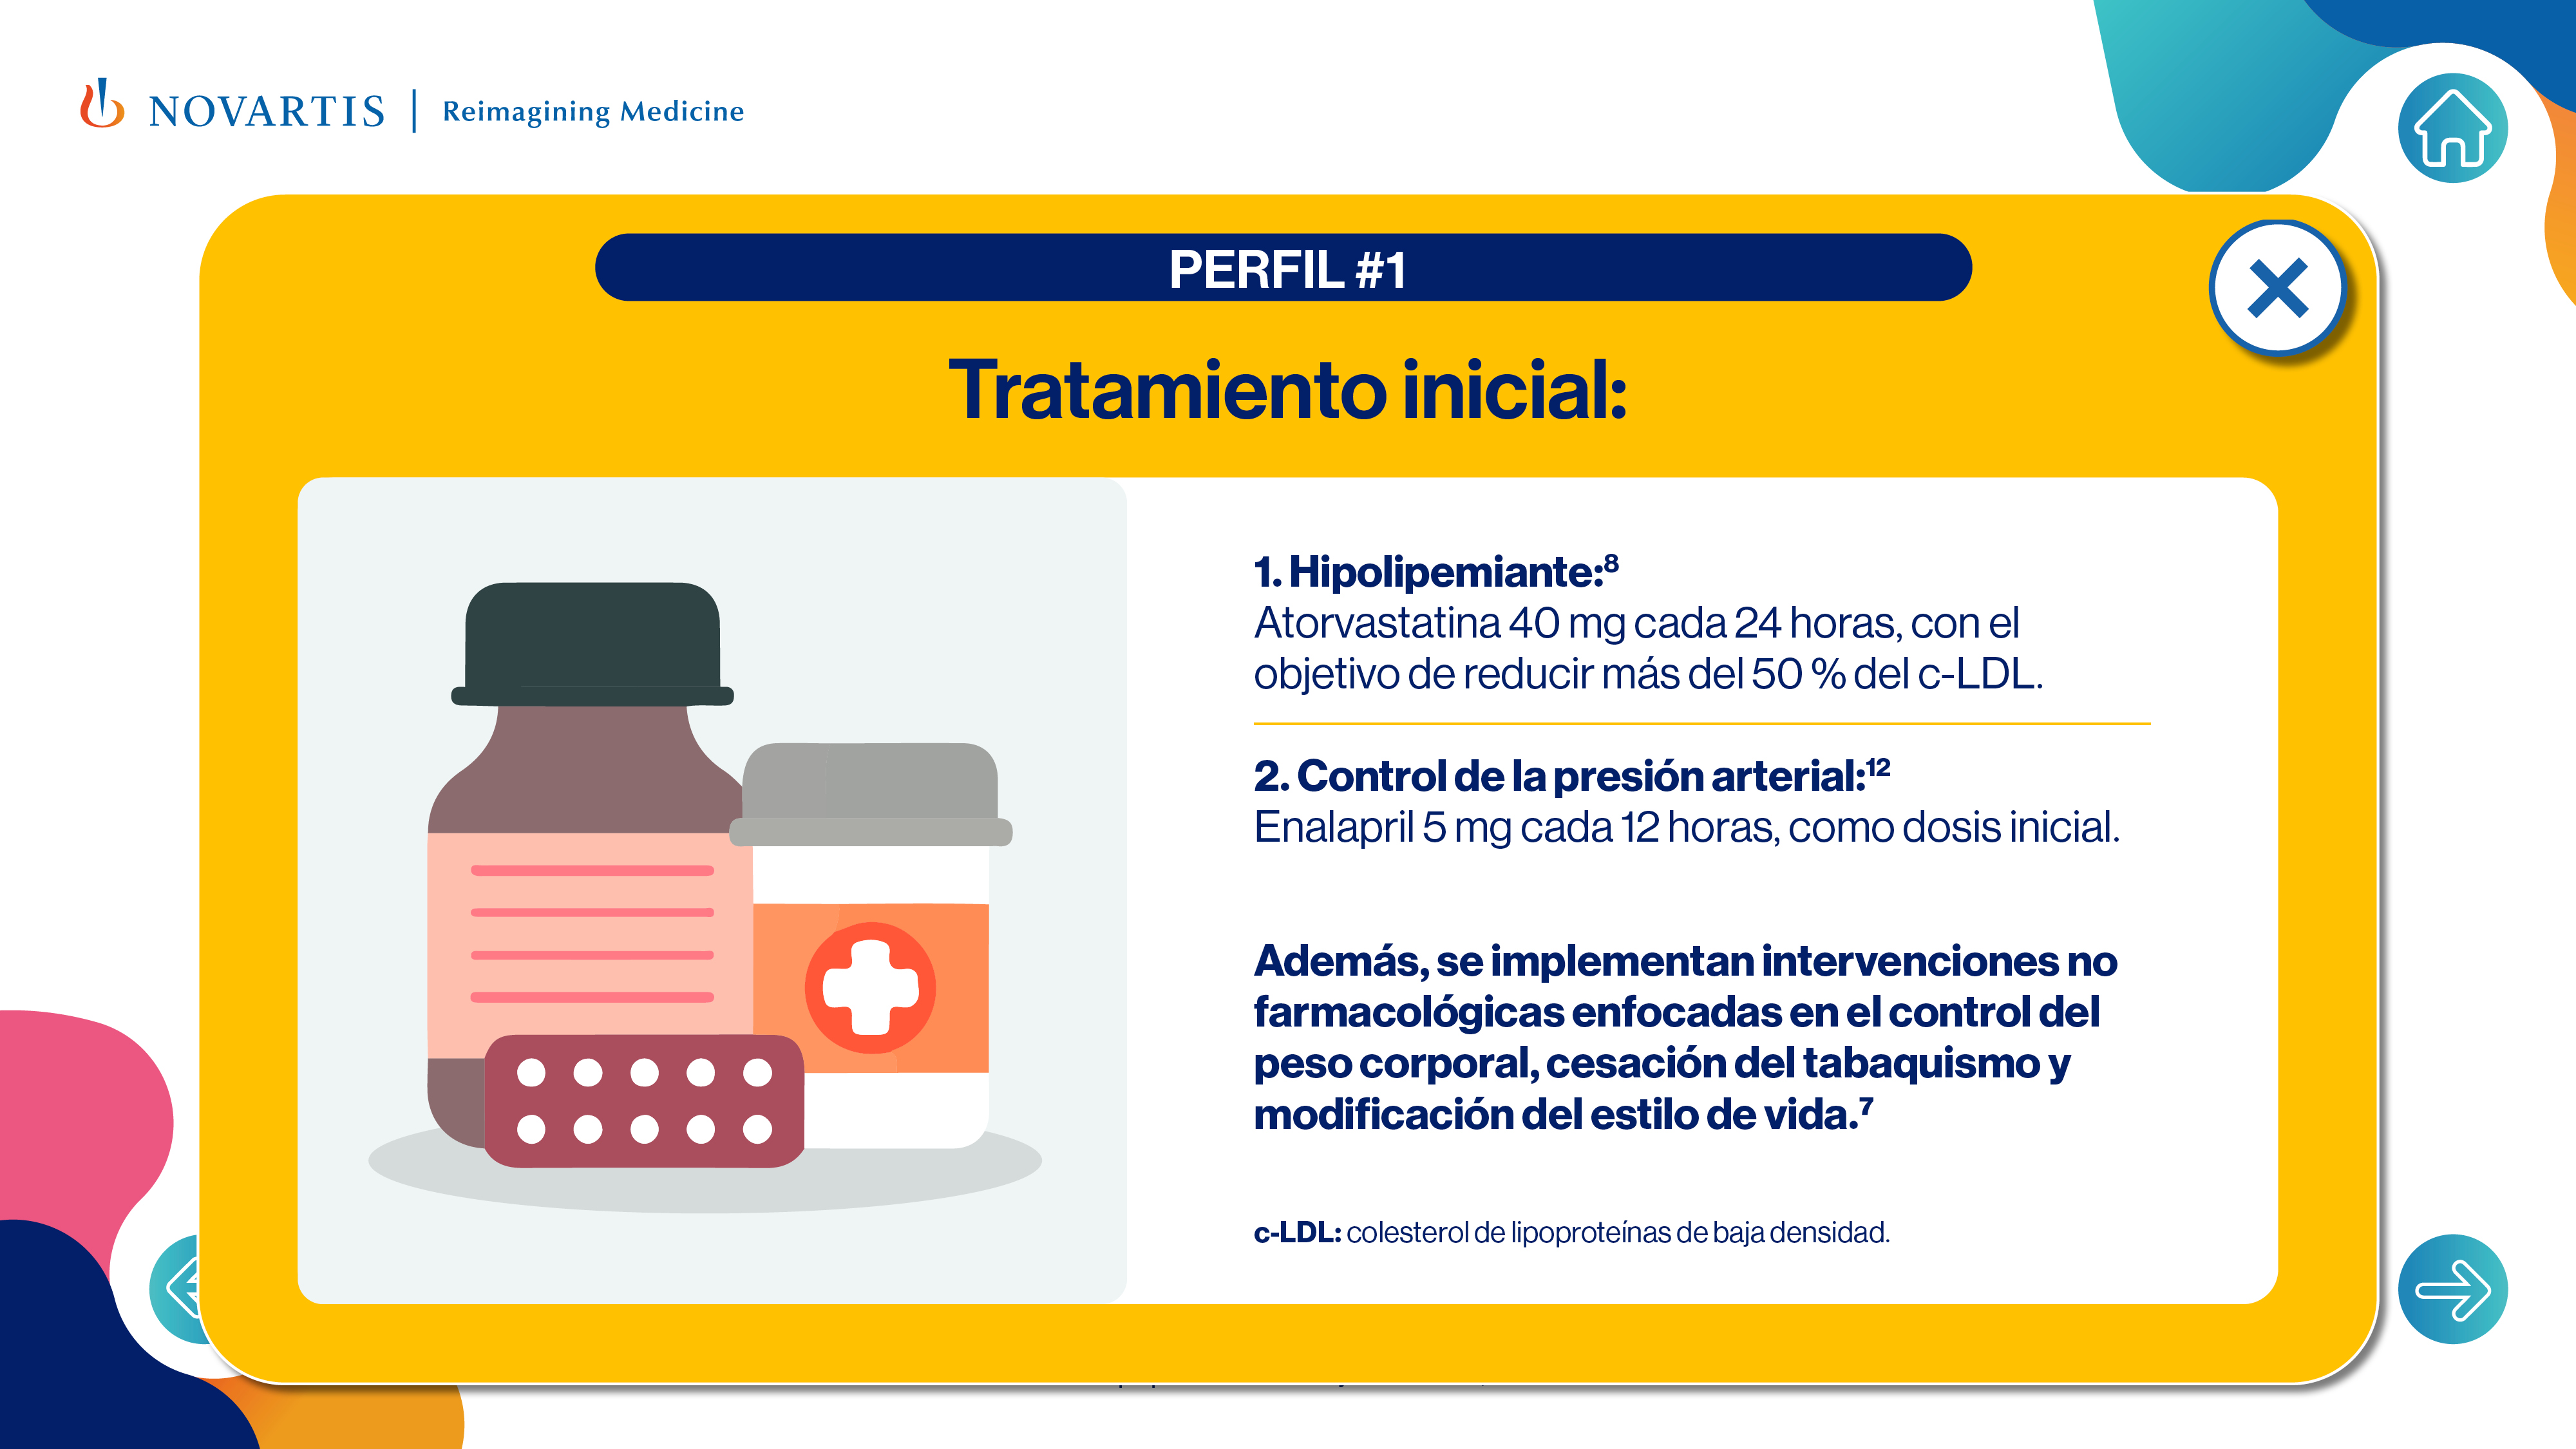 NOVARTIS | Reimagining Medicine
PERFIL #1
Tratamiento inicial:
1. Hipolipemiante:⁸
Atorvastatina 40 mg cada 24 horas, con el
objetivo de reducir más del 50 % del c-LDL.
2. Control de la presión arterial:¹²
Enalapril 5 mg cada 12 horas, como dosis inicial.
Además, se implementan intervenciones no
farmacológicas enfocadas en el control del
peso corporal, cesación del tabaquismo y
modificación del estilo de vida.⁷
c-LDL: colesterol de lipoproteínas de baja densidad.